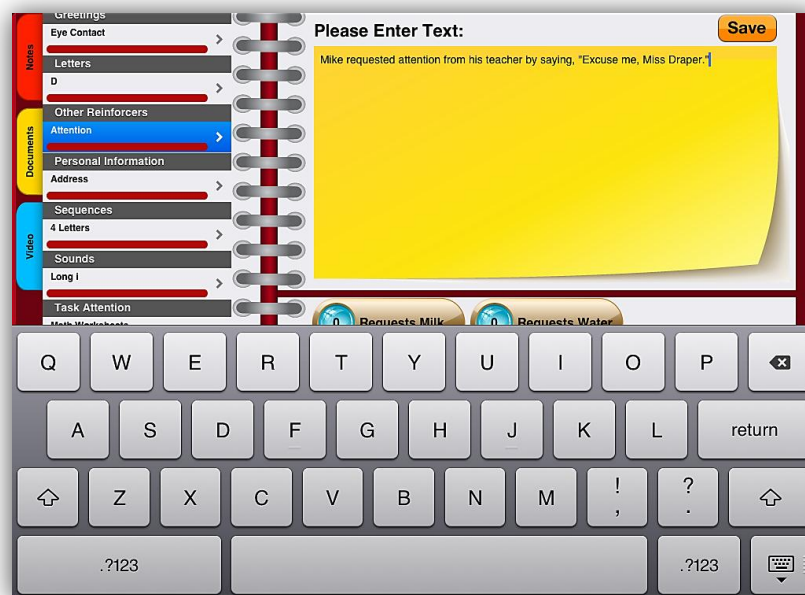 Greetings
Eye Contact
Letters
D
Other Reinforcers
Attention
Personal Information
Address
Sequences
4 Letters
Sounds
Long i
Task Attention
Math Worksheets
Notes
Documents
Video
Please Enter Text:
Save
Mike requested attention from his teacher by saying, "Excuse me, Miss Draper."
0 Requests Milk
0 Requests Water
Q W E R T Y U I O P
A S D F G H J K L return
Z X C V B N M ! , ? .
.?123 .?123